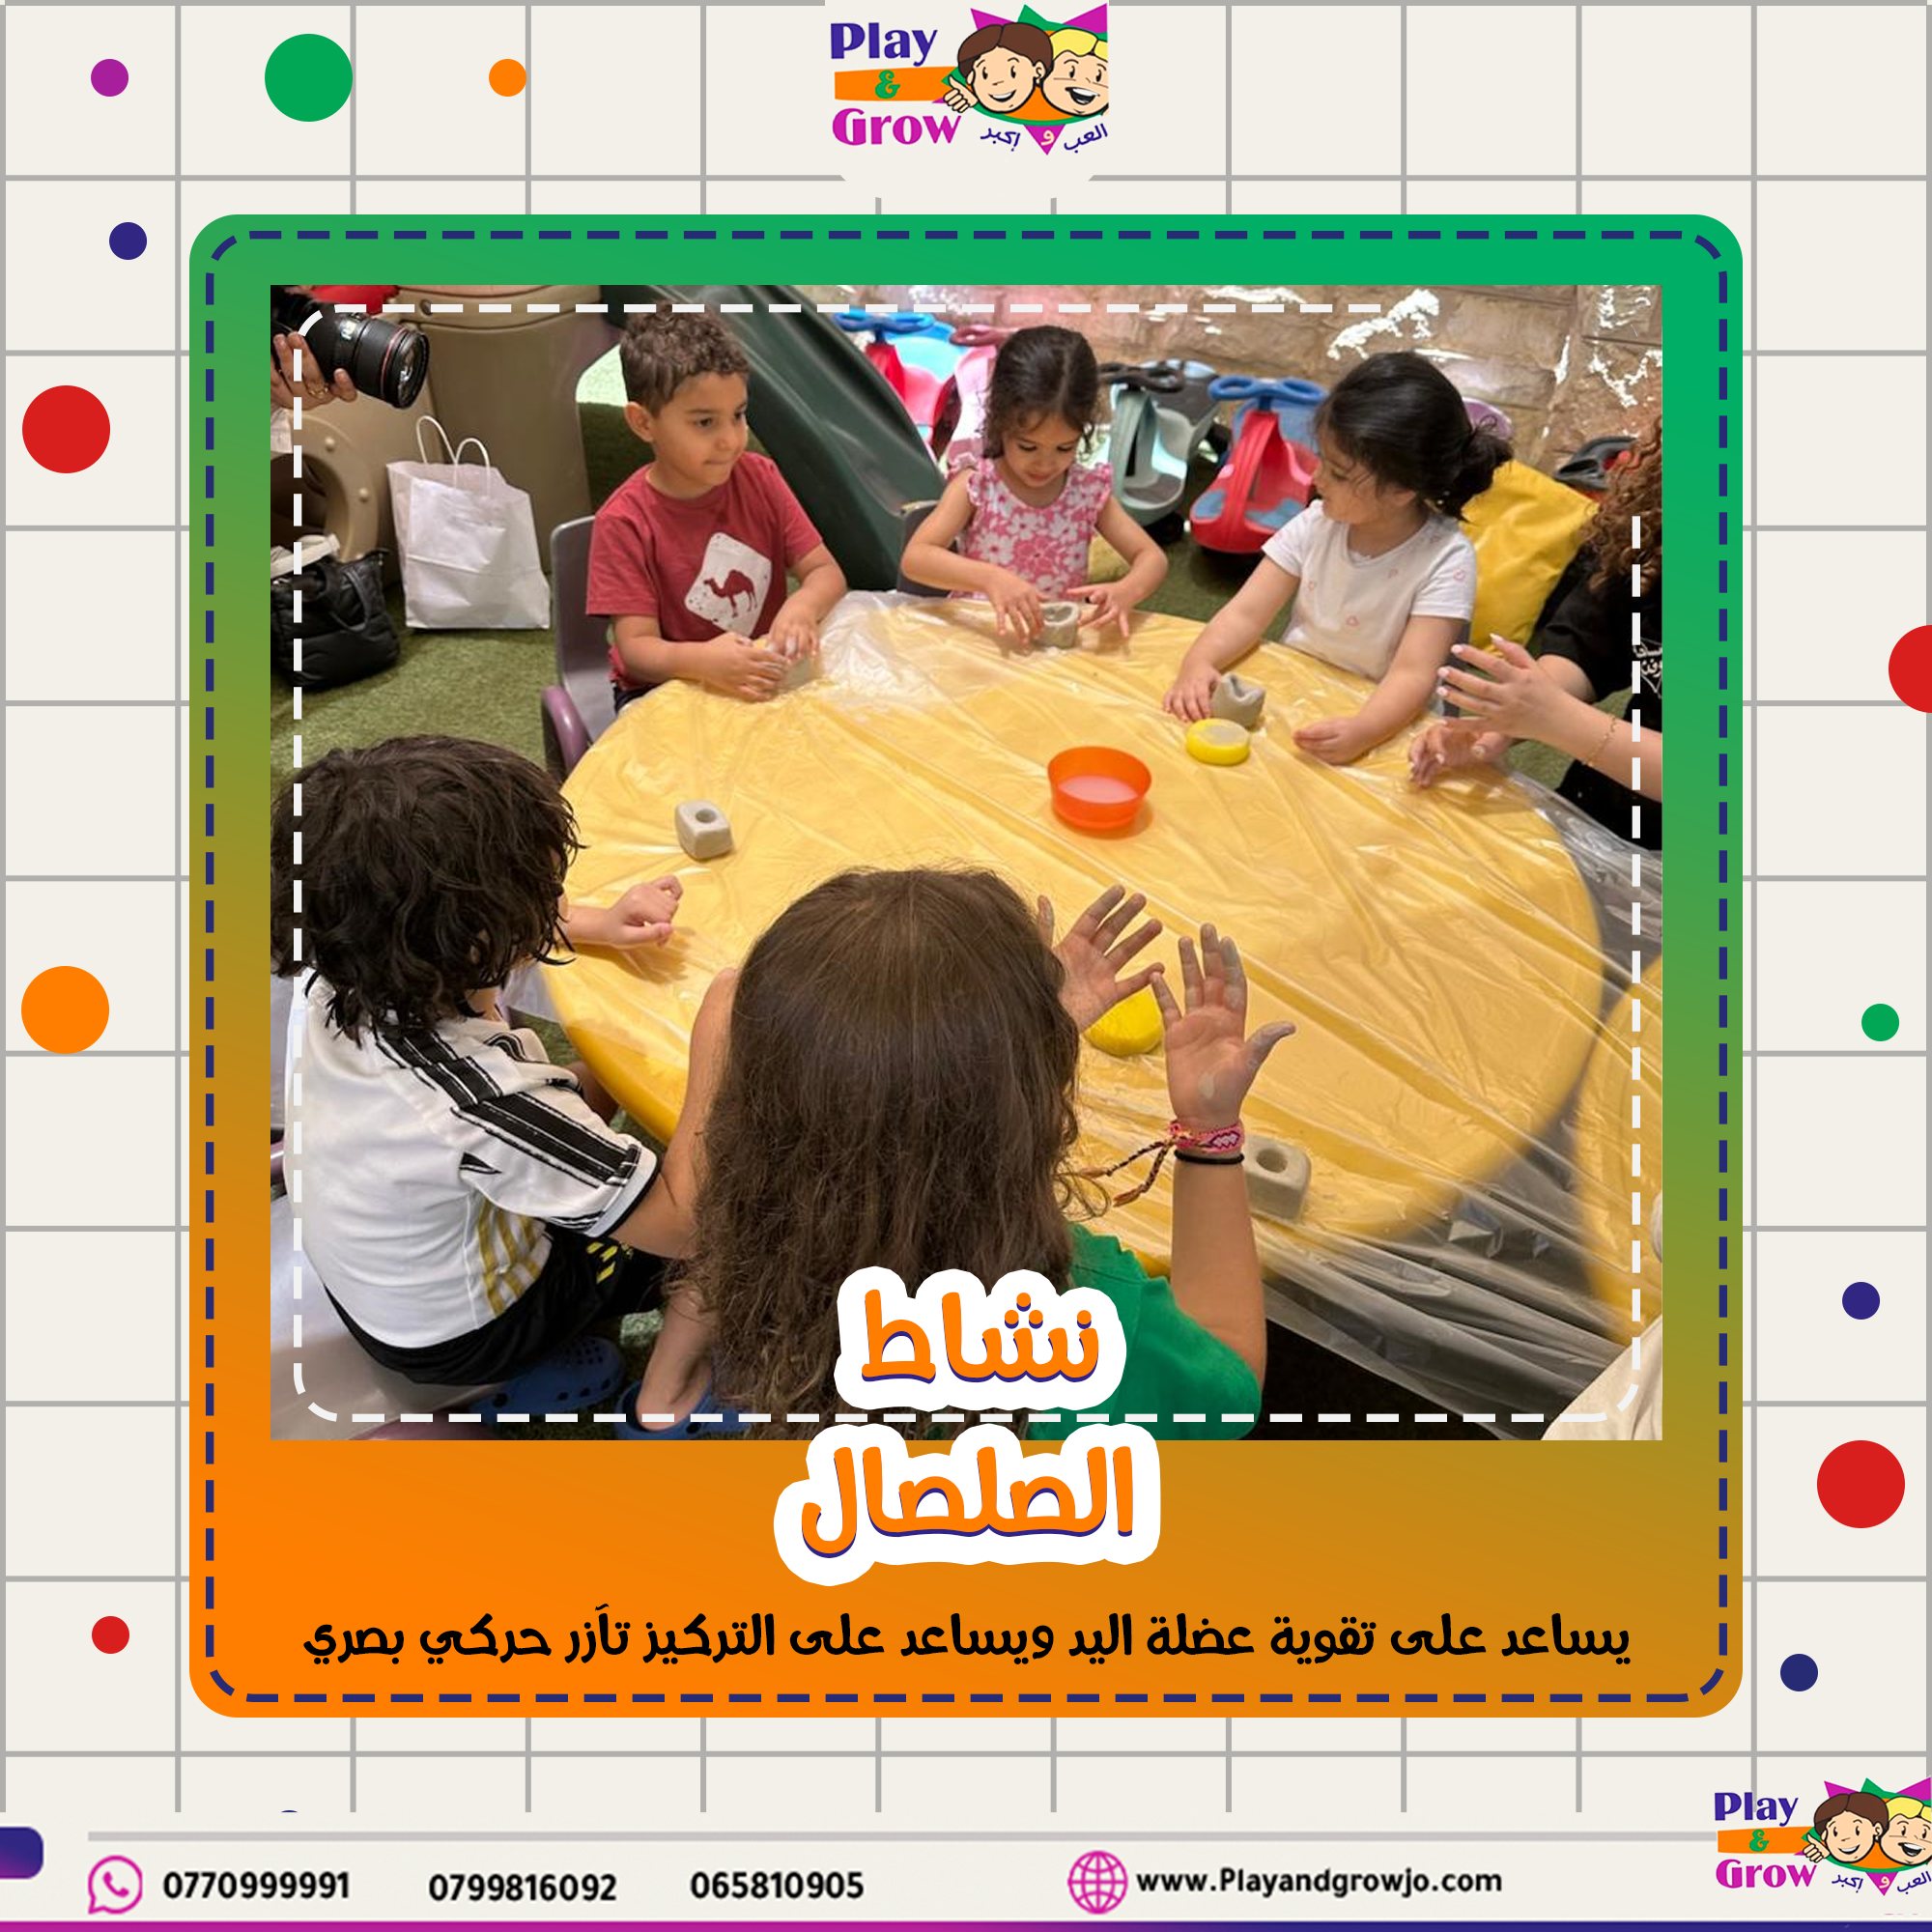 Play
&
Grow
العب و إكبر
نشاط
الصلصال
يساعد على تقوية عضلة اليد ويساعد على التركيز تآزر حركي بصري
0770999991 0799816092 065810905 www.Playandgrowjo.com
Play
&
Grow
العب و إكبر